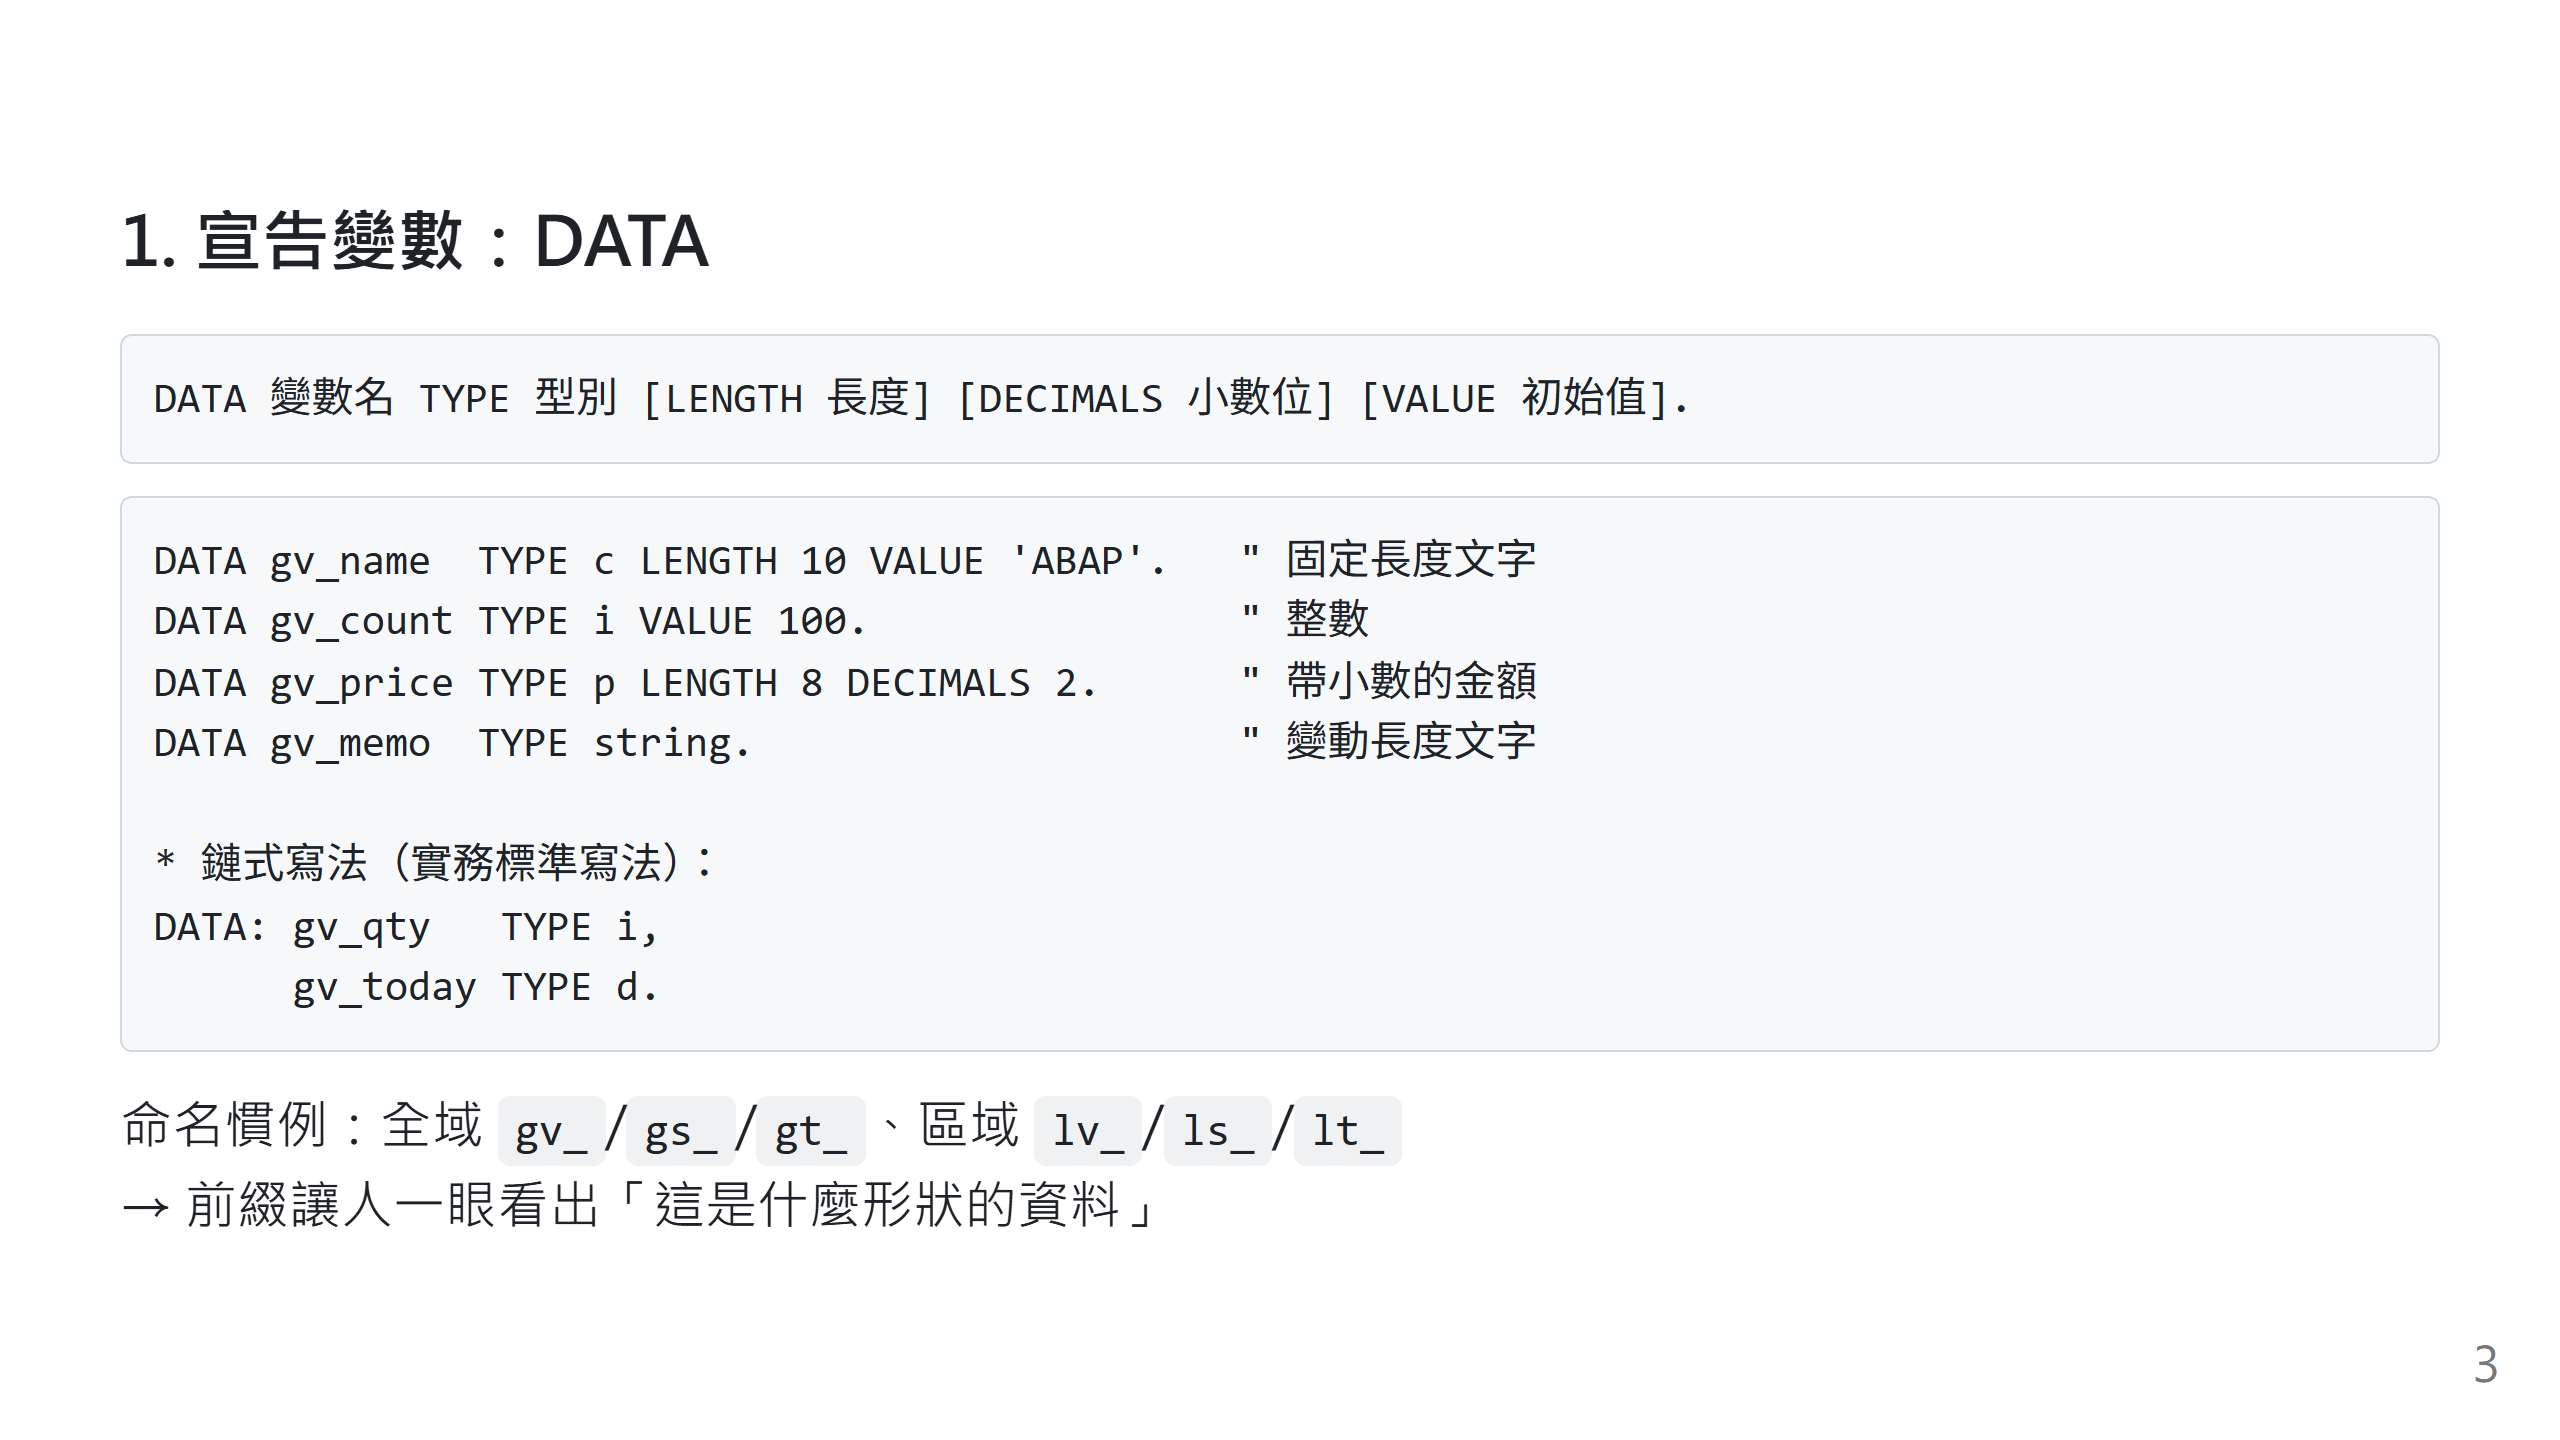 1. 宣告變數：DATA
DATA 變數名 TYPE 型別 [LENGTH 長度] [DECIMALS 小數位] [VALUE 初始值].
DATA gv_name  TYPE c LENGTH 10 VALUE 'ABAP'.   " 固定長度文字
DATA gv_count TYPE i VALUE 100.                " 整數
DATA gv_price TYPE p LENGTH 8 DECIMALS 2.      " 帶小數的金額
DATA gv_memo  TYPE string.                     " 變動長度文字
* 鏈式寫法（實務標準寫法）：
DATA: gv_qty   TYPE i,
      gv_today TYPE d.
命名慣例：全域 gv_/gs_/gt_、區域 lv_/ls_/lt_
→ 前綴讓人一眼看出「這是什麼形狀的資料」
3